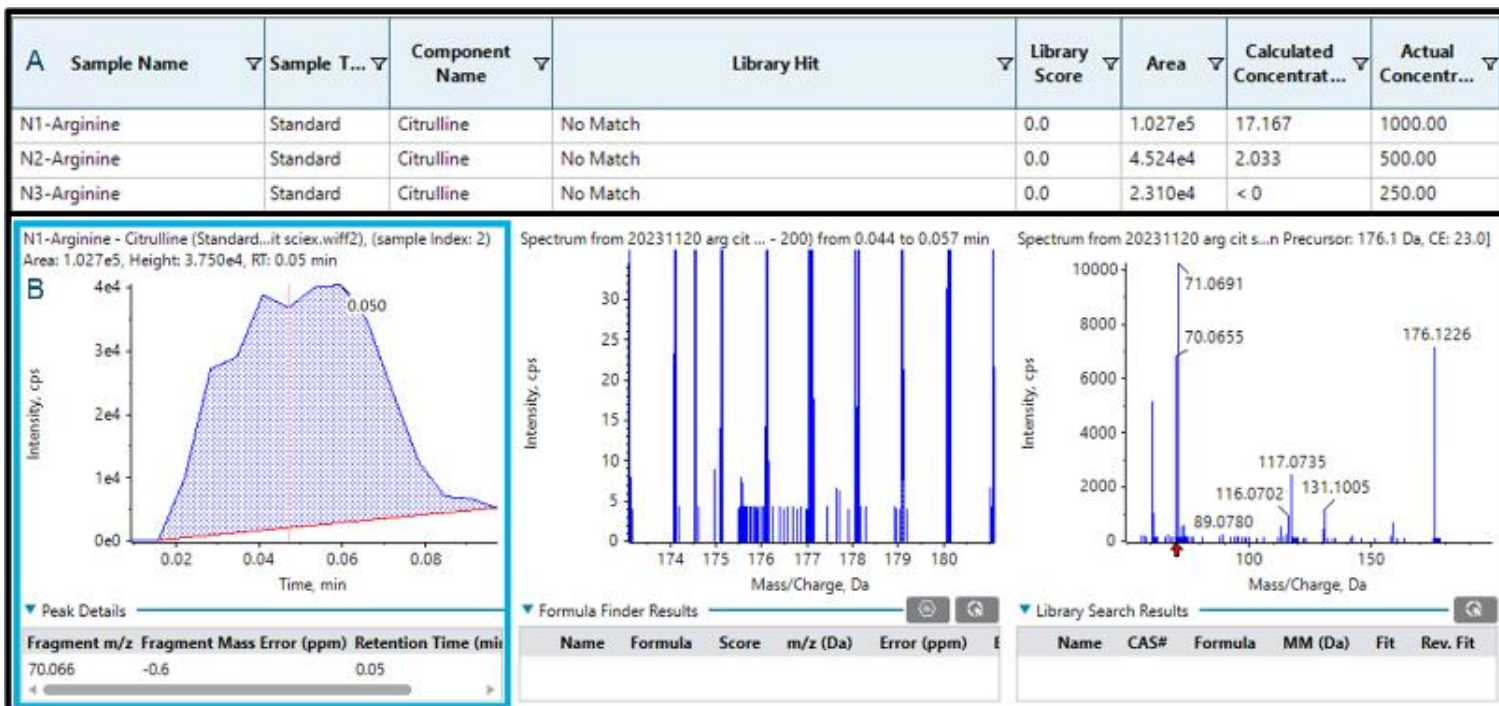 A Sample Name Sample T... Component Name Library Hit Library Score Area Calculated Concentrat... Actual Concentr...
N1-Arginine Standard Citrulline No Match 0.0 1.027e5 17.167 1000.00
N2-Arginine Standard Citrulline No Match 0.0 4.524e4 2.033 500.00
N3-Arginine Standard Citrulline No Match 0.0 2.310e4 < 0 250.00
B
N1-Arginine - Citrulline (Standard...it sciex.wiff2), (sample Index: 2)
Area: 1.027e5, Height: 3.750e4, RT: 0.05 min
4e4
3e4
2e4
1e4
0e0
Intensity, cps
0.050
0.02 0.04 0.06 0.08
Time, min
Peak Details
Fragment m/z Fragment Mass Error (ppm) Retention Time (mi
70.066 -0.6 0.05
Spectrum from 20231120 arg cit ... - 200) from 0.044 to 0.057 min
30
25
20
15
10
5
0
Intensity, cps
174 175 176 177 178 179 180
Mass/Charge, Da
Formula Finder Results
Name Formula Score m/z (Da) Error (ppm) E
Spectrum from 20231120 arg cit s...n Precursor: 176.1 Da, CE: 23.0]
10000
8000
6000
4000
2000
0
Intensity, cps
71.0691
70.0655
176.1226
117.0735
116.0702
131.1005
89.0780
100 150
Mass/Charge, Da
Library Search Results
Name CAS# Formula MM (Da) Fit Rev. Fit